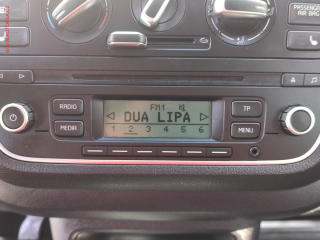 PASSENGER
AIR BAG
RADIO
FM1
TP
DUA LIPA
MEDIA
MENU
1 2 3 4 5 6